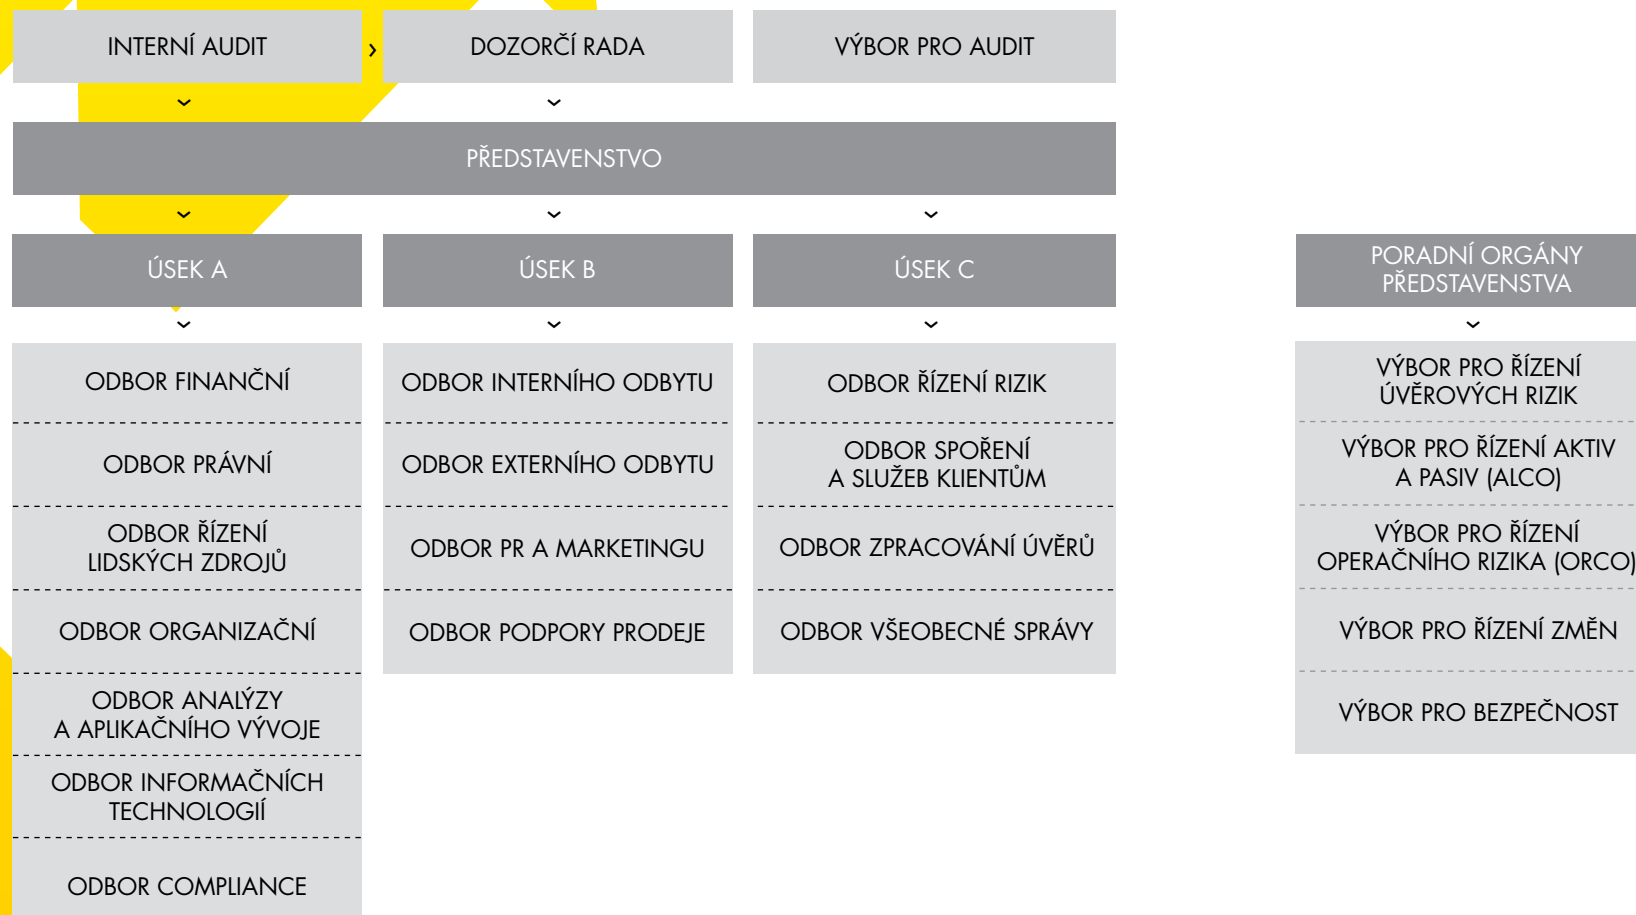 INTERNÍ AUDIT
DOZORČÍ RADA
VÝBOR PRO AUDIT
PŘEDSTAVENSTVO
ÚSEK A
ODBOR FINANČNÍ
ODBOR PRÁVNÍ
ODBOR ŘÍZENÍ
LIDSKÝCH ZDROJŮ
ODBOR ORGANIZAČNÍ
ODBOR ANALÝZY
A APLIKAČNÍHO VÝVOJE
ODBOR INFORMAČNÍCH
TECHNOLOGIÍ
ODBOR COMPLIANCE
ÚSEK B
ODBOR INTERNÍHO ODBYTU
ODBOR EXTERNÍHO ODBYTU
ODBOR PR A MARKETINGU
ODBOR PODPORY PRODEJE
ÚSEK C
ODBOR ŘÍZENÍ RIZIK
ODBOR SPOŘENÍ
A SLUŽEB KLIENTŮM
ODBOR ZPRACOVÁNÍ ÚVĚRŮ
ODBOR VŠEOBECNÉ SPRÁVY
PORADNÍ ORGÁNY
PŘEDSTAVENSTVA
VÝBOR PRO ŘÍZENÍ
ÚVĚROVÝCH RIZIK
VÝBOR PRO ŘÍZENÍ AKTIV
A PASIV (ALCO)
VÝBOR PRO ŘÍZENÍ
OPERAČNÍHO RIZIKA (ORCO)
VÝBOR PRO ŘÍZENÍ ZMĚN
VÝBOR PRO BEZPEČNOST